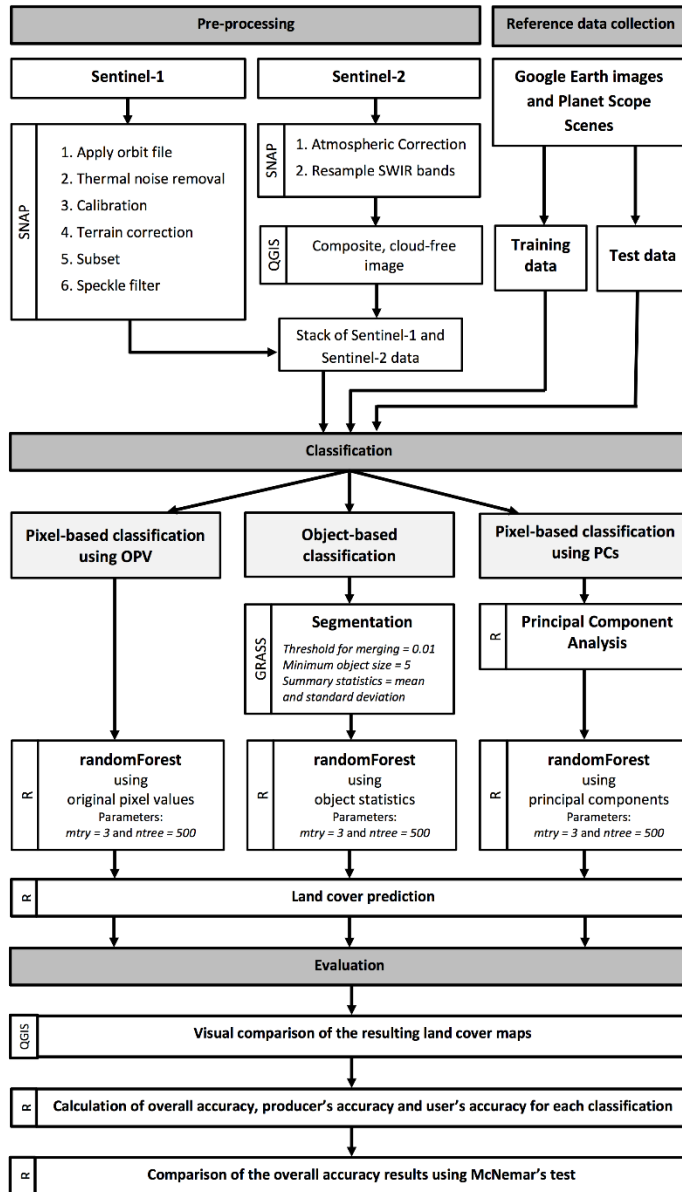 Pre-processing
Reference data collection
Sentinel-1
Sentinel-2
Google Earth images
and Planet Scope
Scenes
SNAP
1. Apply orbit file
2. Thermal noise removal
3. Calibration
4. Terrain correction
5. Subset
6. Speckle filter
SNAP
1. Atmospheric Correction
2. Resample SWIR bands
QGIS
Composite, cloud-free
image
Training
data
Test data
Stack of Sentinel-1 and
Sentinel-2 data
Classification
Pixel-based classification
using OPV
Object-based
classification
Pixel-based classification
using PCs
GRASS
Segmentation
Threshold for merging = 0.01
Minimum object size = 5
Summary statistics = mean
and standard deviation
R
Principal Component
Analysis
R
randomForest
using
original pixel values
Parameters:
mtry = 3 and ntree = 500
R
randomForest
using
object statistics
Parameters:
mtry = 3 and ntree = 500
R
randomForest
using
principal components
Parameters:
mtry = 3 and ntree = 500
R
Land cover prediction
Evaluation
QGIS
Visual comparison of the resulting land cover maps
R
Calculation of overall accuracy, producer's accuracy and user's accuracy for each classification
R
Comparison of the overall accuracy results using McNemar's test